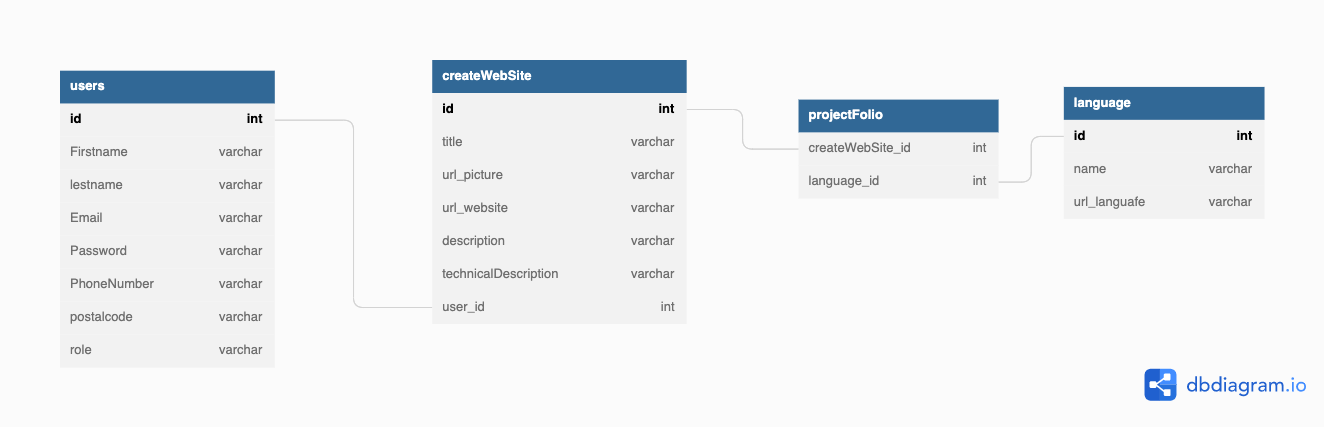 users
id int
Firstname varchar
lestname varchar
Email varchar
Password varchar
PhoneNumber varchar
postalcode varchar
role varchar
createWebSite
id int
title varchar
url_picture varchar
url_website varchar
description varchar
technicalDescription varchar
user_id int
projectFolio
createWebSite_id int
language_id int
language
id int
name varchar
url_languafe varchar
dbdiagram.io